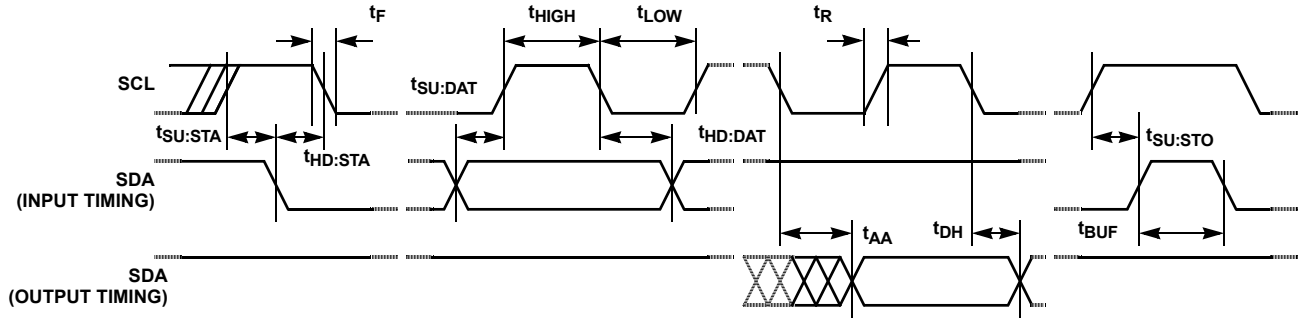 tF
tHIGH
tLOW
tR
SCL
tSU:DAT
tSU:STA
tHD:STA
tHD:DAT
tSU:STO
SDA
(INPUT TIMING)
tAA
tDH
tBUF
SDA
(OUTPUT TIMING)